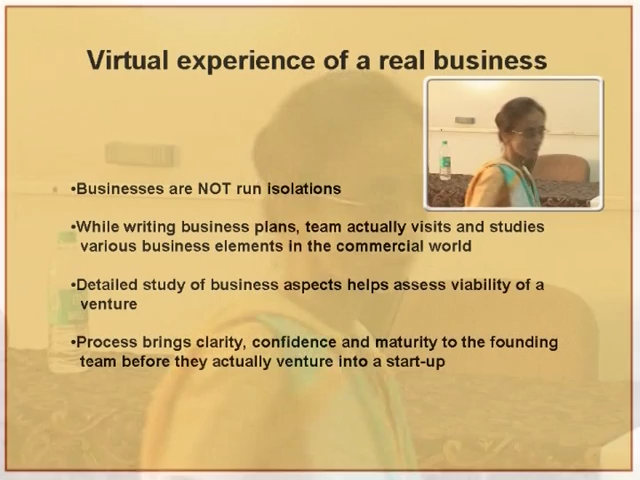 Virtual experience of a real business
•Businesses are NOT run isolations
•While writing business plans, team actually visits and studies
various business elements in the commercial world
•Detailed study of business aspects helps assess viability of a
venture
•Process brings clarity, confidence and maturity to the founding
team before they actually venture into a start-up